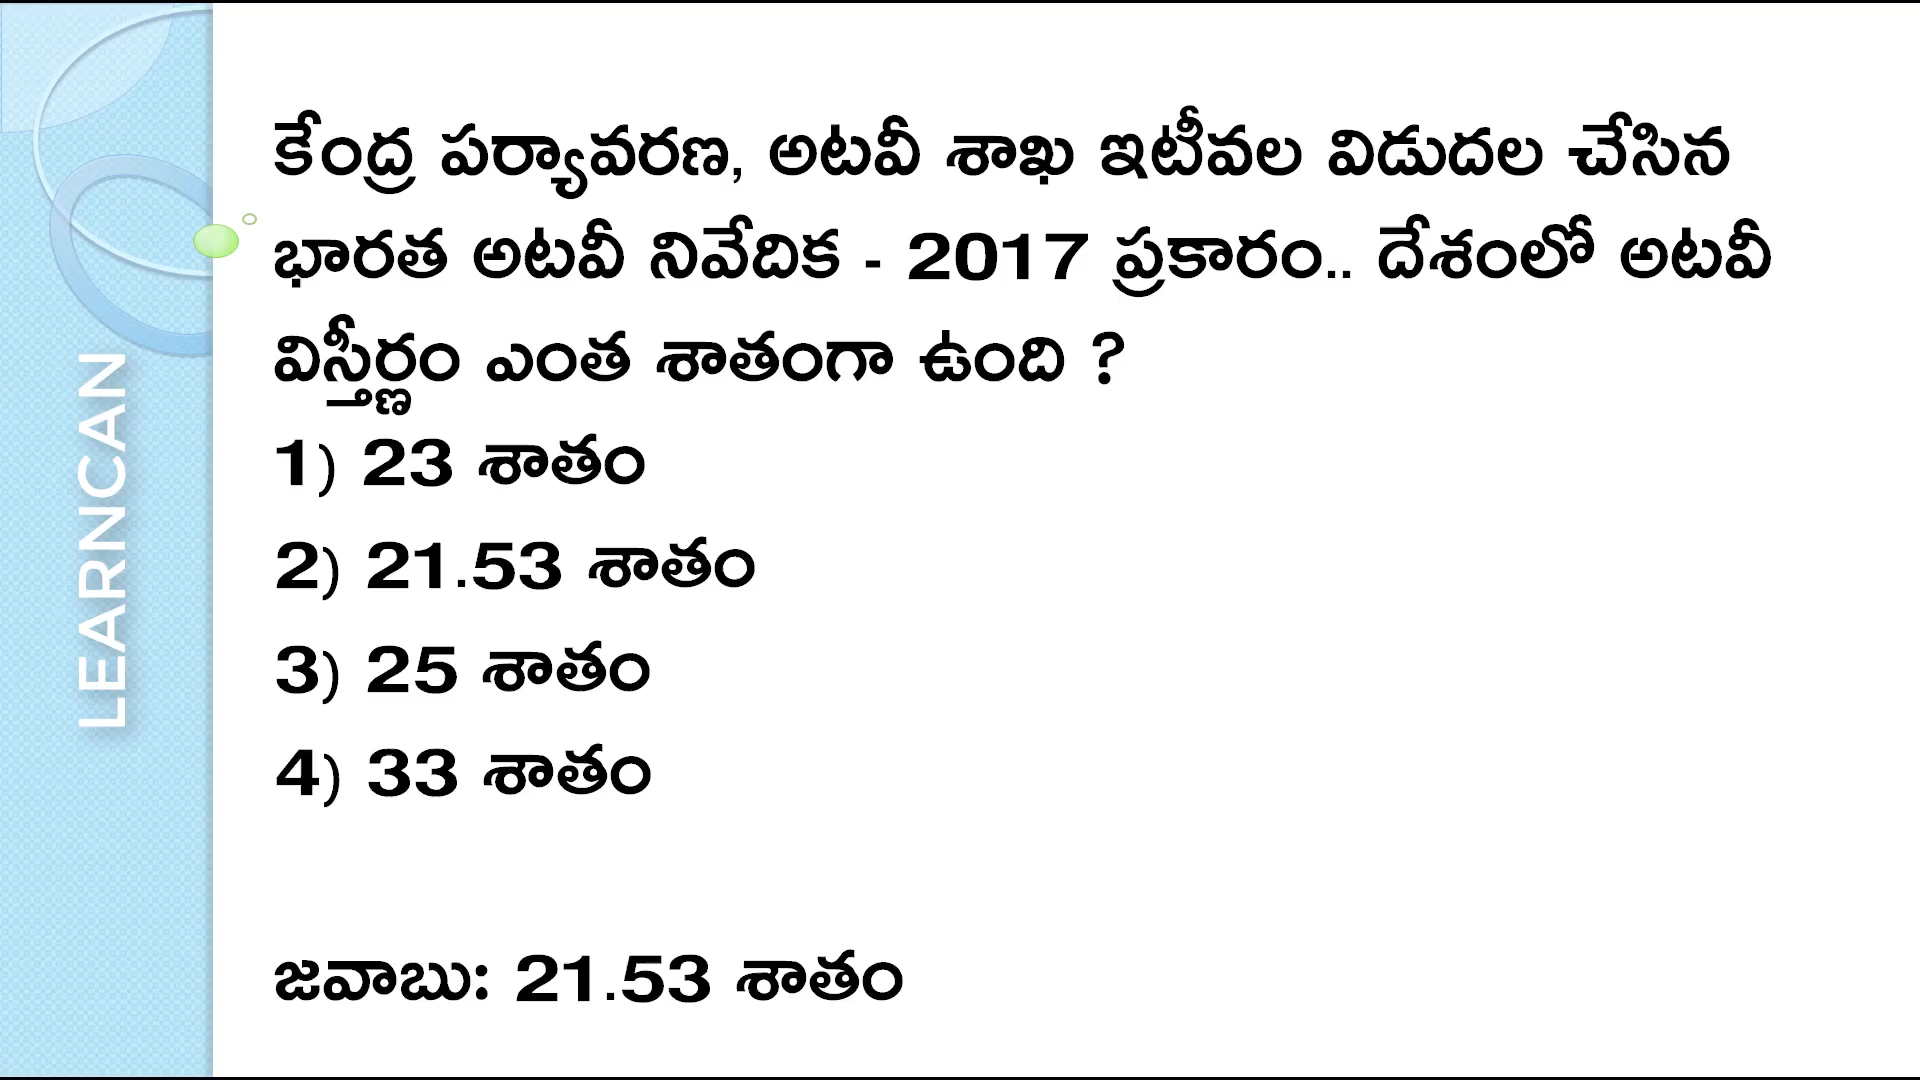 LEARNCAN
కేంద్ర పర్యావరణ, అటవీ శాఖ ఇటీవల విడుదల చేసిన
భారత అటవీ నివేదిక - 2017 ప్రకారం.. దేశంలో అటవీ
విస్తీర్ణం ఎంత శాతంగా ఉంది ?
1) 23 శాతం
2) 21.53 శాతం
3) 25 శాతం
4) 33 శాతం
జవాబు: 21.53 శాతం